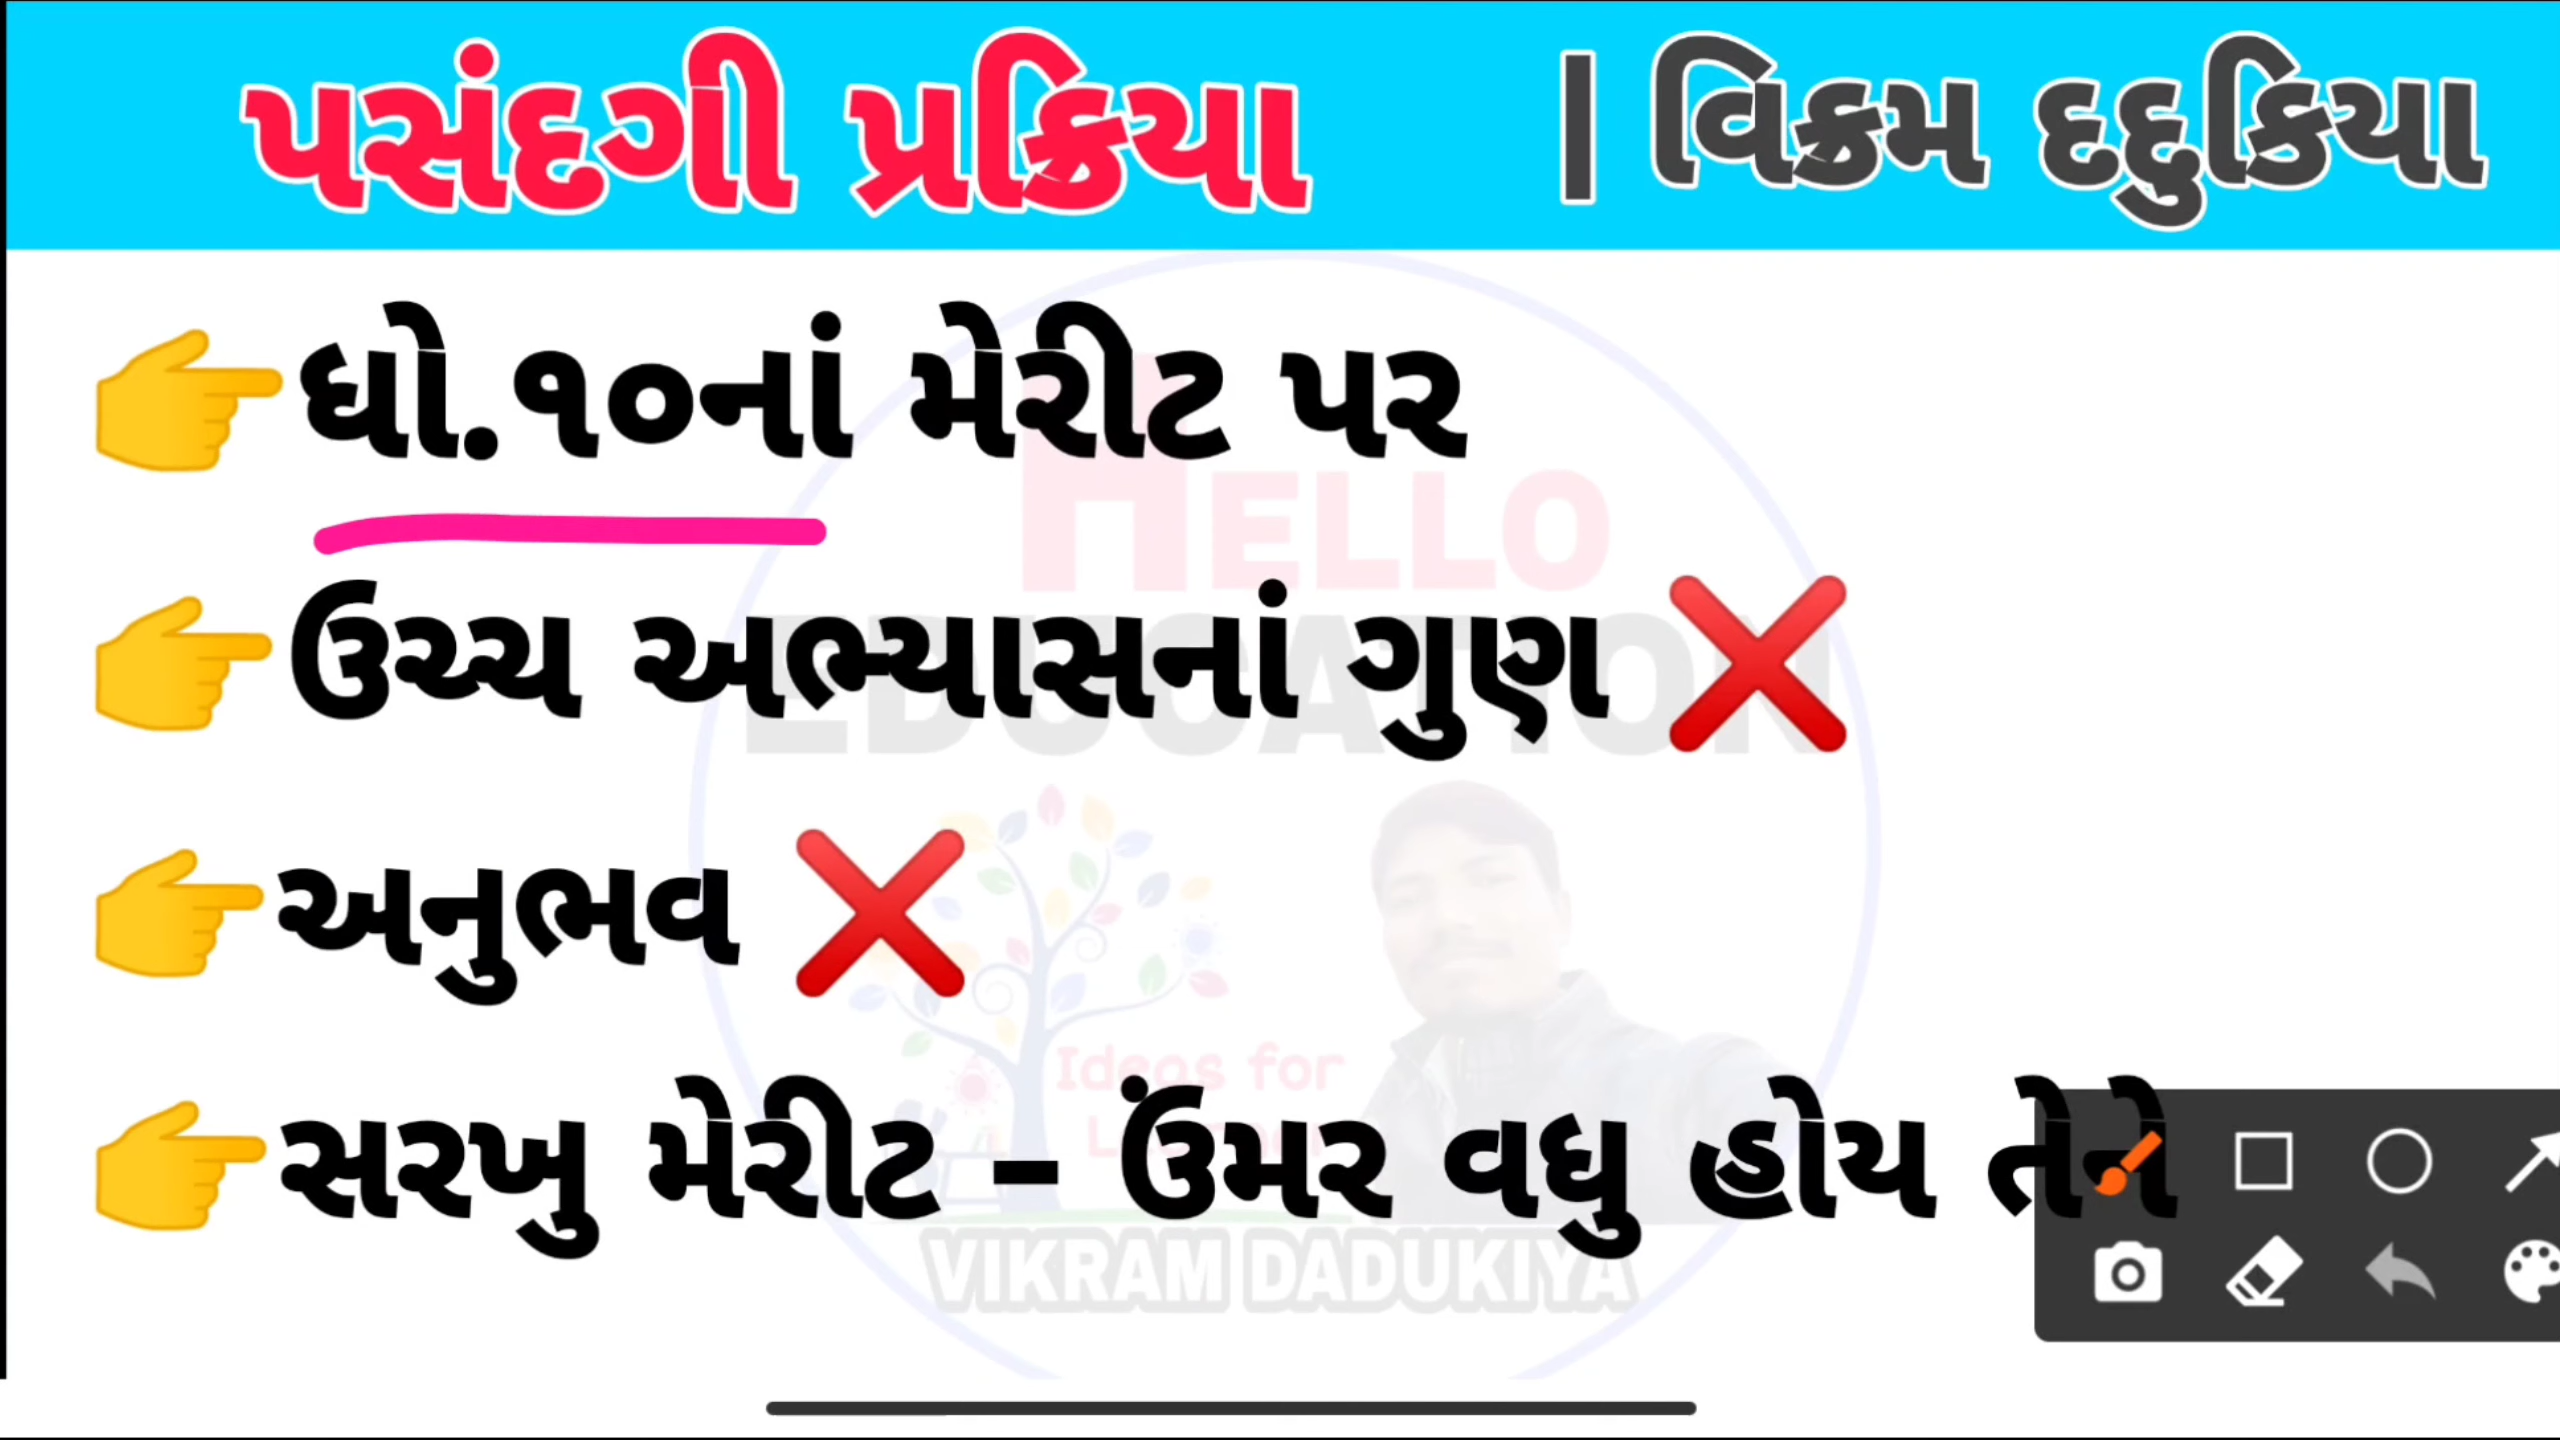 પસંદગી પ્રક્રિયા | વિક્રમ દદુકિયા
ધો.૧૦નાં મેરીટ પર
ઉચ્ચ અભ્યાસનાં ગુણ
અનુભવ
સરખુ મેરીટ – ઉંમર વધુ હોય તેને
HELLO
EDUCATION
Ideas for
Learner
VIKRAM DADUKIYA